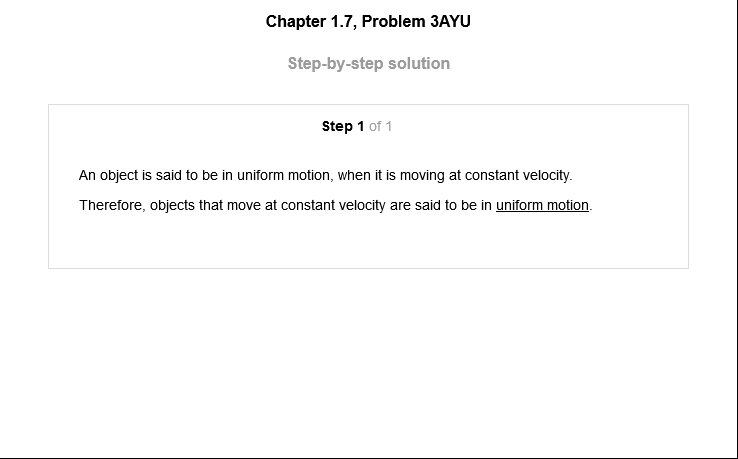 Chapter 1.7, Problem 3AYU
Step-by-step solution
Step 1 of 1
An object is said to be in uniform motion, when it is moving at constant velocity.
Therefore, objects that move at constant velocity are said to be in uniform motion.